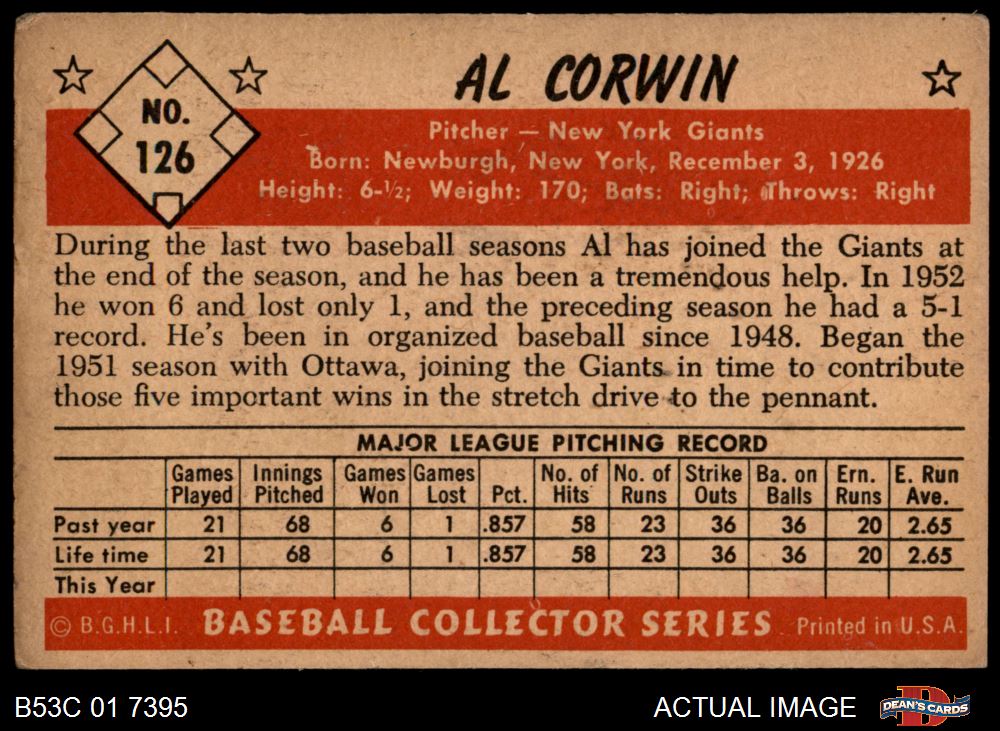 NO.
126
AL CORWIN
Pitcher — New York Giants
Born: Newburgh, New York, Recember 3, 1926
Height: 6-½; Weight: 170; Bats: Right; Throws: Right
During the last two baseball seasons Al has joined the Giants at
the end of the season, and he has been a tremendous help. In 1952
he won 6 and lost only 1, and the preceding season he had a 5-1
record. He's been in organized baseball since 1948. Began the
1951 season with Ottawa, joining the Giants in time to contribute
those five important wins in the stretch drive to the pennant.
MAJOR LEAGUE PITCHING RECORD
Games Played Innings Pitched Games Won Games Lost Pct. No. of Hits No. of Runs Strike Outs Ba. on Balls Ern. Runs E. Run Ave.
Past year 21 68 6 1 .857 58 23 36 36 20 2.65
Life time 21 68 6 1 .857 58 23 36 36 20 2.65
This Year
© B.G.H.L.I. BASEBALL COLLECTOR SERIES Printed in U.S.A.
B53C 01 7395 ACTUAL IMAGE DEAN'S CARDS